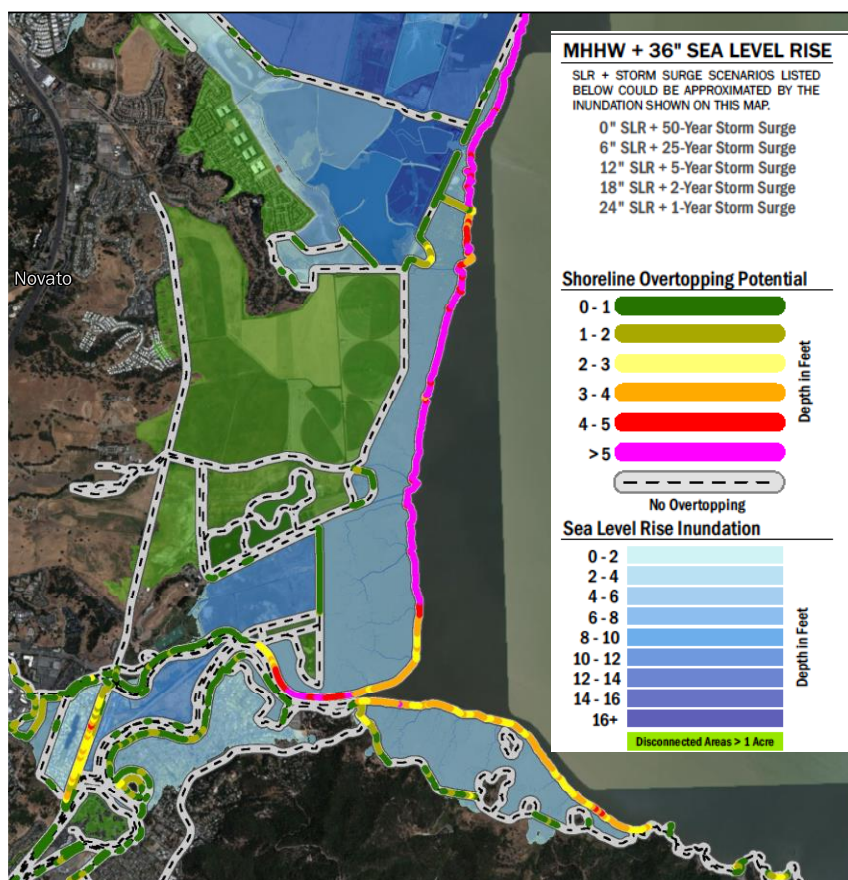 MHHW + 36" SEA LEVEL RISE
SLR + STORM SURGE SCENARIOS LISTED
BELOW COULD BE APPROXIMATED BY THE
INUNDATION SHOWN ON THIS MAP.
0" SLR + 50-Year Storm Surge
6" SLR + 25-Year Storm Surge
12" SLR + 5-Year Storm Surge
18" SLR + 2-Year Storm Surge
24" SLR + 1-Year Storm Surge
Novato
Shoreline Overtopping Potential
0 - 1
1 - 2
2 - 3
3 - 4
4 - 5
> 5
Depth in Feet
No Overtopping
Sea Level Rise Inundation
0 - 2
2 - 4
4 - 6
6 - 8
8 - 10
10 - 12
12 - 14
14 - 16
16+
Depth in Feet
Disconnected Areas > 1 Acre